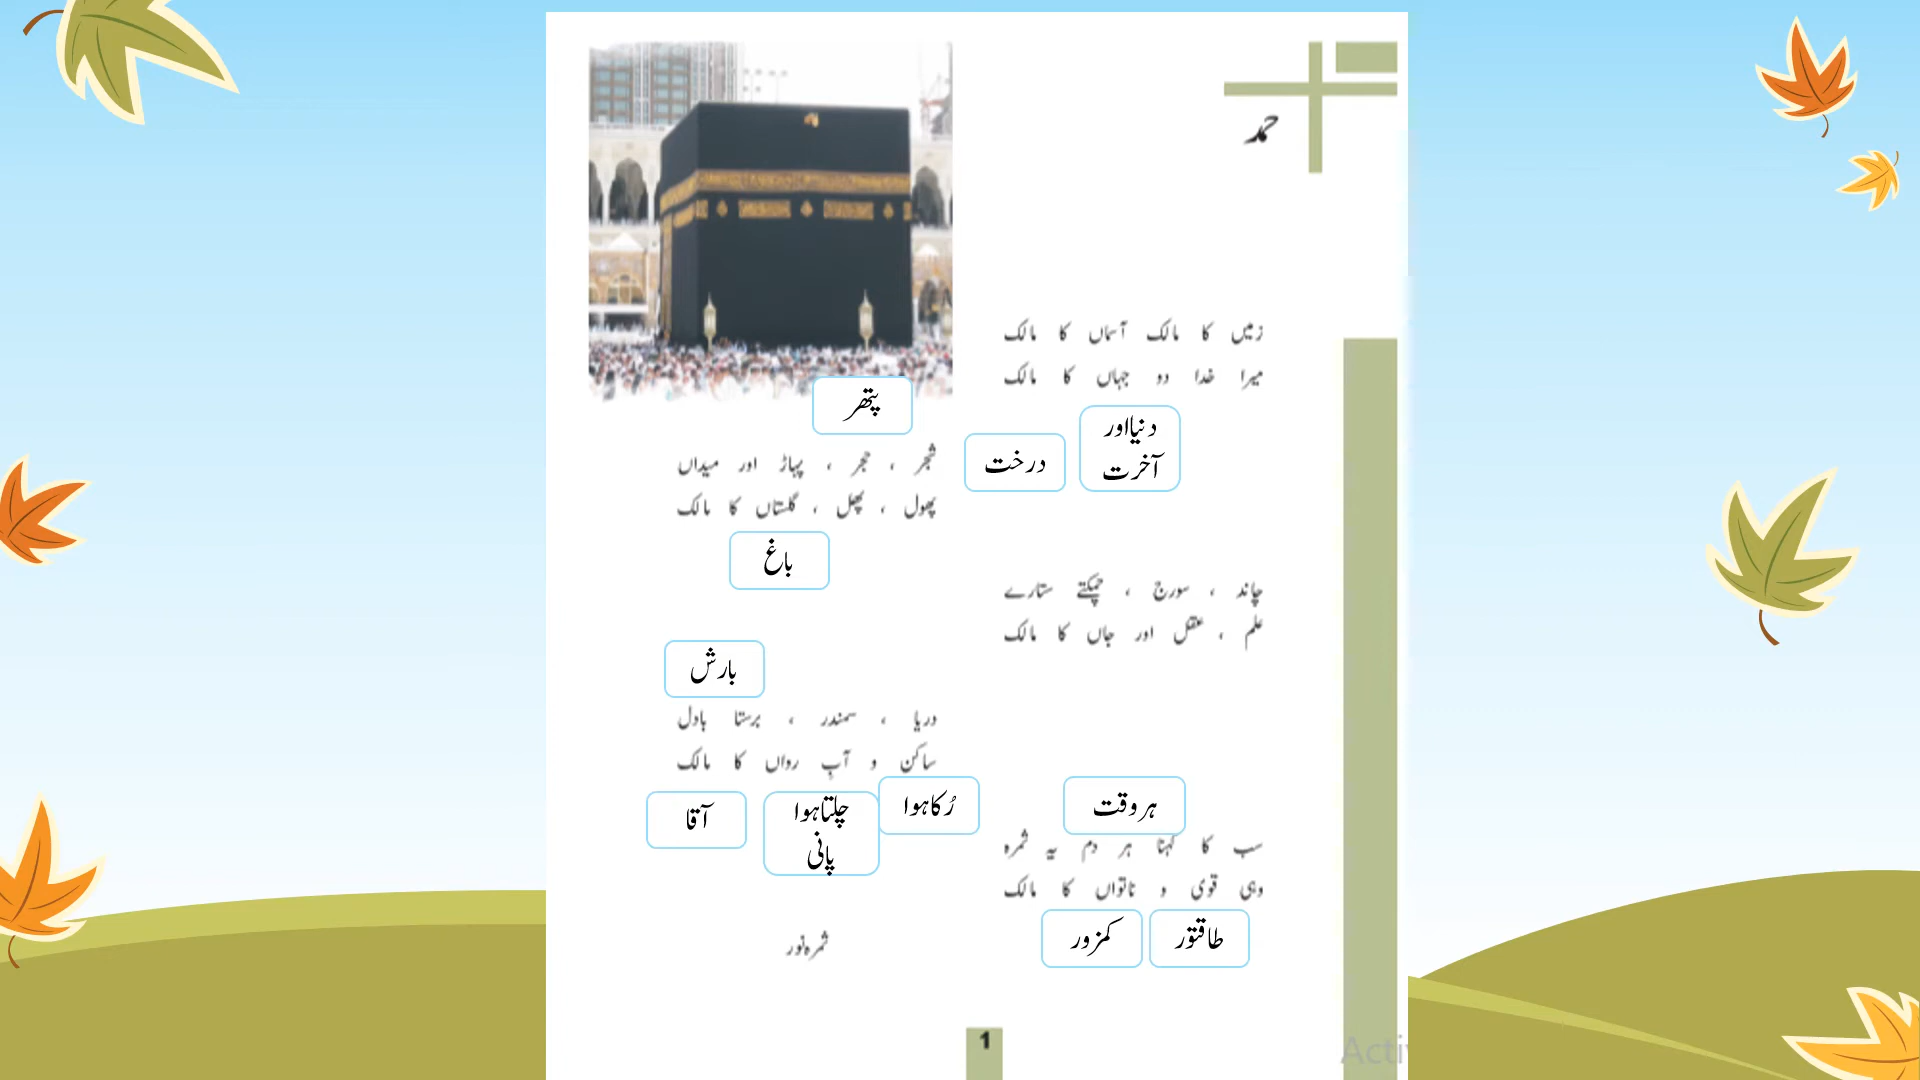 حمد
زمیں کا مالک آسماں کا مالک
میرا خدا دو جہاں کا مالک
دنیا اور
آخرت
درخت
پتھر
شجر ، حجر ، پہاڑ اور میداں
پھول ، پھل ، گلستاں کا مالک
باغ
چاند ، سورج ، چمکتے ستارے
علم ، عقل اور جاں کا مالک
بارش
دریا ، سمندر ، برستا بادل
ساکن و آبِ رواں کا مالک
رُکا ہوا
چلتا ہوا
پانی
آقا
ہر وقت
سب کا کہنا ہر دم یہ ثمرہ
وہی قوی و ناتواں کا مالک
طاقتور
کمزور
ثمرہ نور
1